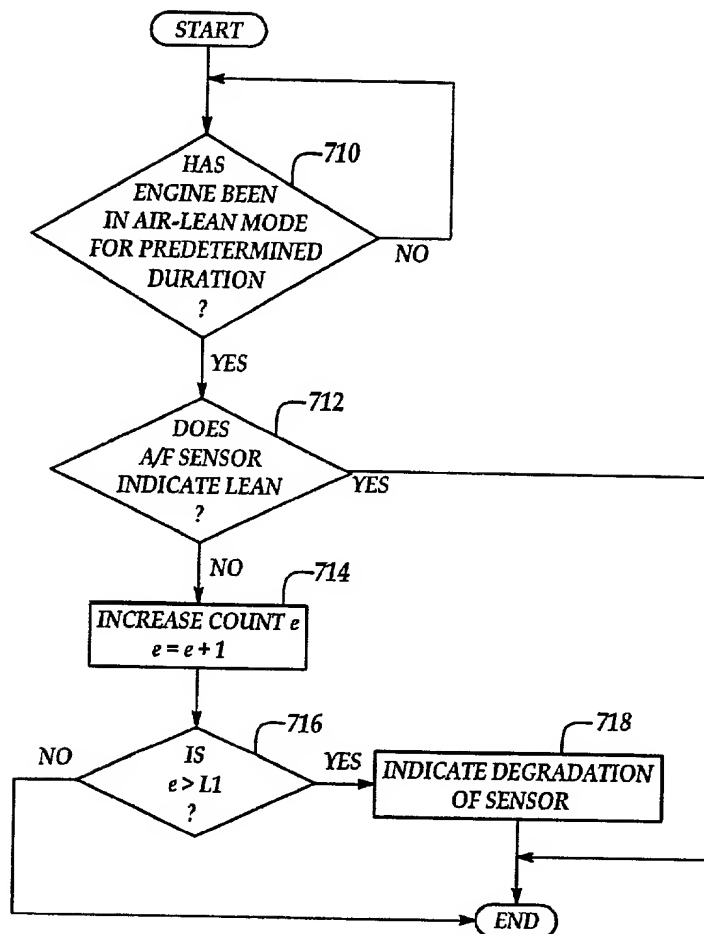 START
710
HAS
ENGINE BEEN
IN AIR-LEAN MODE
FOR PREDETERMINED
DURATION
?
NO
YES
712
DOES
A/F SENSOR
INDICATE LEAN
?
YES
NO
714
INCREASE COUNT e
e = e + 1
716
NO
IS
e > L1
?
YES
718
INDICATE DEGRADATION
OF SENSOR
END